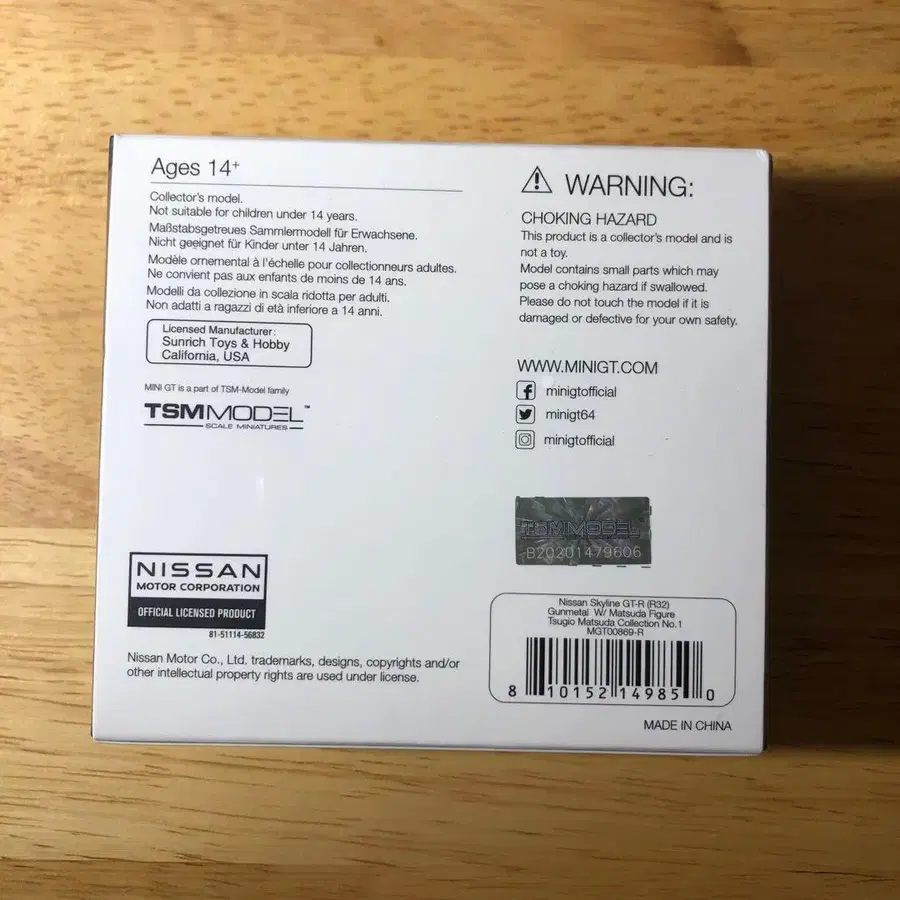 Ages 14+
Collector's model.
Not suitable for children under 14 years.
Maßstabsgetreues Sammlermodell für Erwachsene.
Nicht geeignet für Kinder unter 14 Jahren.
Modèle ornemental à l'échelle pour collectionneurs adultes.
Ne convient pas aux enfants de moins de 14 ans.
Modelli da collezione in scala ridotta per adulti.
Non adatti a ragazzi di età inferiore a 14 anni.
Licensed Manufacturer:
Sunrich Toys & Hobby
California, USA
MINI GT is a part of TSM-Model family
TSMMODEL™
SCALE MINIATURES
NISSAN
MOTOR CORPORATION
OFFICIAL LICENSED PRODUCT
81-51114-56832
Nissan Motor Co., Ltd. trademarks, designs, copyrights and/or
other intellectual property rights are used under license.
WARNING:
CHOKING HAZARD
This product is a collector's model and is
not a toy.
Model contains small parts which may
pose a choking hazard if swallowed.
Please do not touch the model if it is
damaged or defective for your own safety.
WWW.MINIGT.COM
minigtofficial
minigt64
minigtofficial
TSMMODEL
B20201479606
Nissan Skyline GT-R (R32)
Gunmetal W/ Matsuda Figure
Tsugio Matsuda Collection No.1
MGT00869-R
8 10152 14985 0
MADE IN CHINA